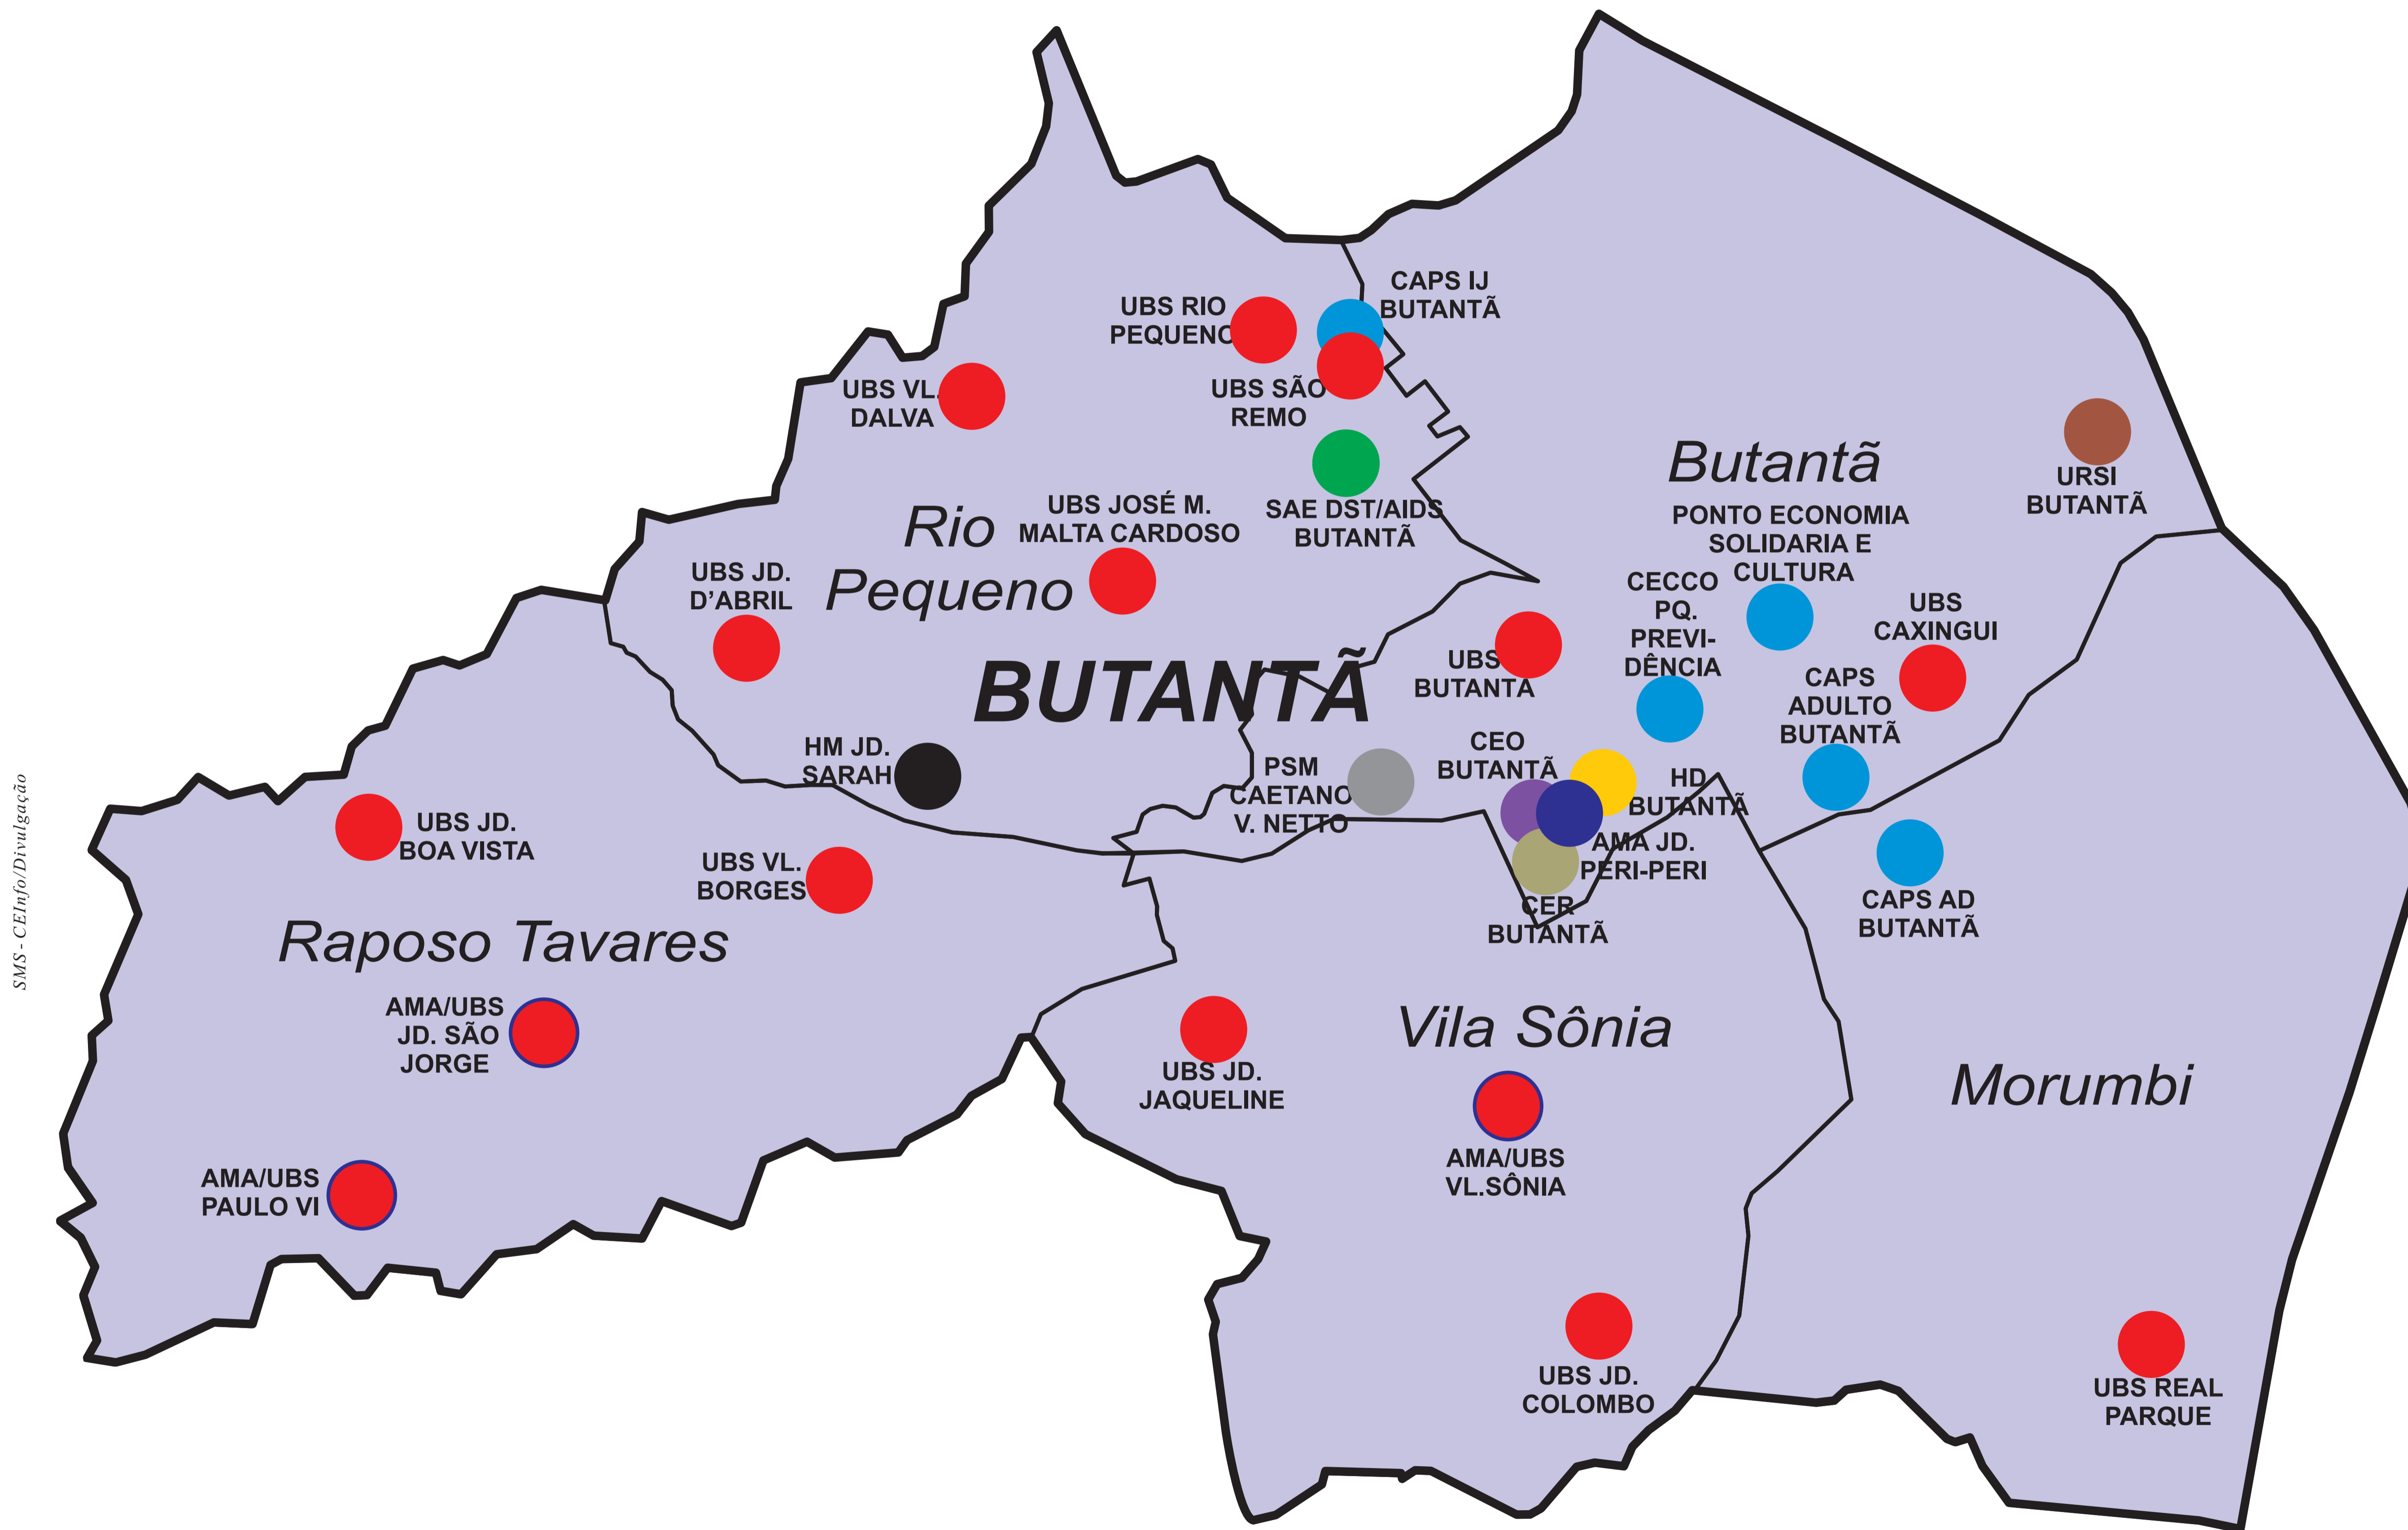 CAPS IJ
BUTANTÃ
UBS RIO
PEQUENO
UBS VL.
DALVA
UBS SÃO
REMO
Butantã
URSI
BUTANTÃ
Rio
Pequeno
UBS JOSÉ M.
MALTA CARDOSO
SAE DST/AIDS
BUTANTÃ
PONTO ECONOMIA
SOLIDARIA E
CULTURA
UBS JD.
D'ABRIL
CECCO
PQ.
PREVI-
DÊNCIA
UBS
CAXINGUI
BUTANTÃ
UBS
BUTANTA
CAPS
ADULTO
BUTANTÃ
HM JD.
SARAH
PSM
CAETANO
V. NETTO
CEO
BUTANTÃ
HD
BUTANTÃ
UBS JD.
BOA VISTA
UBS VL.
BORGES
AMA JD.
PERI-PERI
CER
BUTANTÃ
CAPS AD
BUTANTÃ
Raposo Tavares
AMA/UBS
JD. SÃO
JORGE
Vila Sônia
UBS JD.
JAQUELINE
Morumbi
AMA/UBS
VL.SÔNIA
AMA/UBS
PAULO VI
UBS JD.
COLOMBO
UBS REAL
PARQUE
SMS - CEInfo/Divulgação